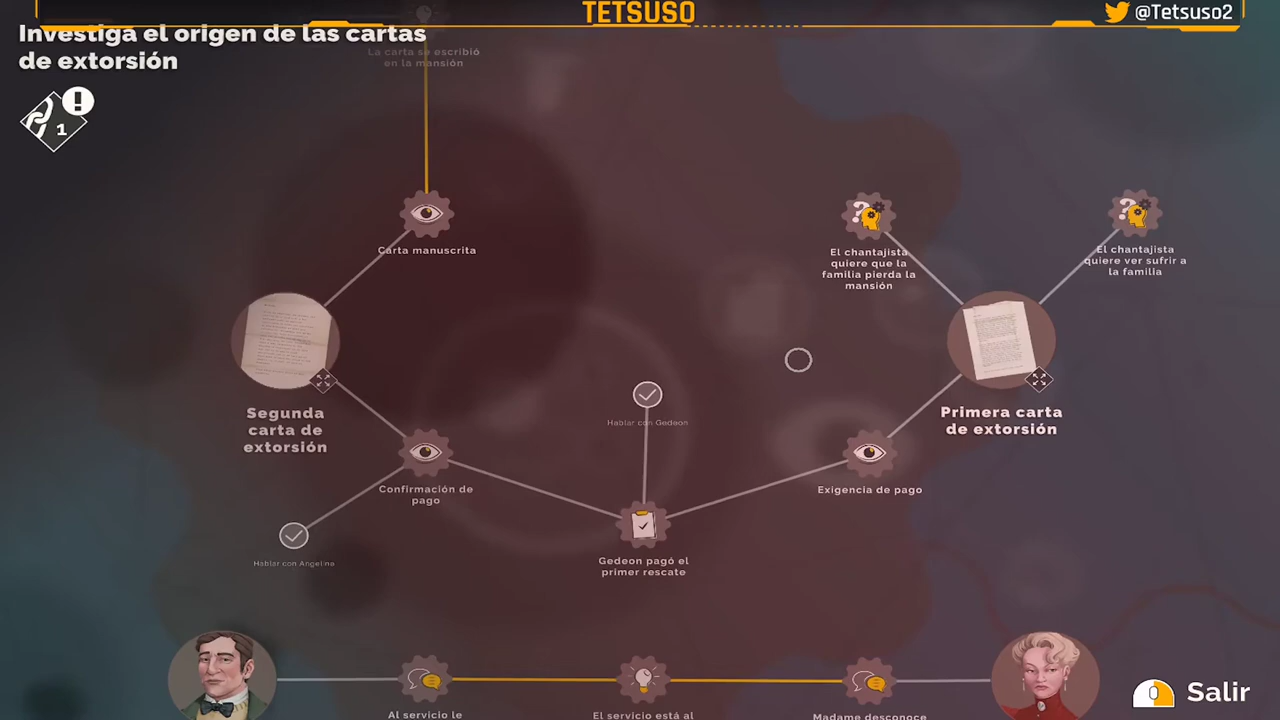 TETSUSO
@Tetsuso2
Investiga el origen de las cartas
de extorsión
1
La carta se escribió
en la mansión
Carta manuscrita
El chantajista
quiere que la
familia pierda la
mansión
El chantajista
quiere ver sufrir a
la familia
Segunda
carta de
extorsión
Hablar con Gedeon
Primera carta
de extorsión
Confirmación de
pago
Exigencia de pago
Hablar con Angelina
Gedeon pagó el
primer rescate
Salir
Al servicio le
El servicio está al
Madame desconoce